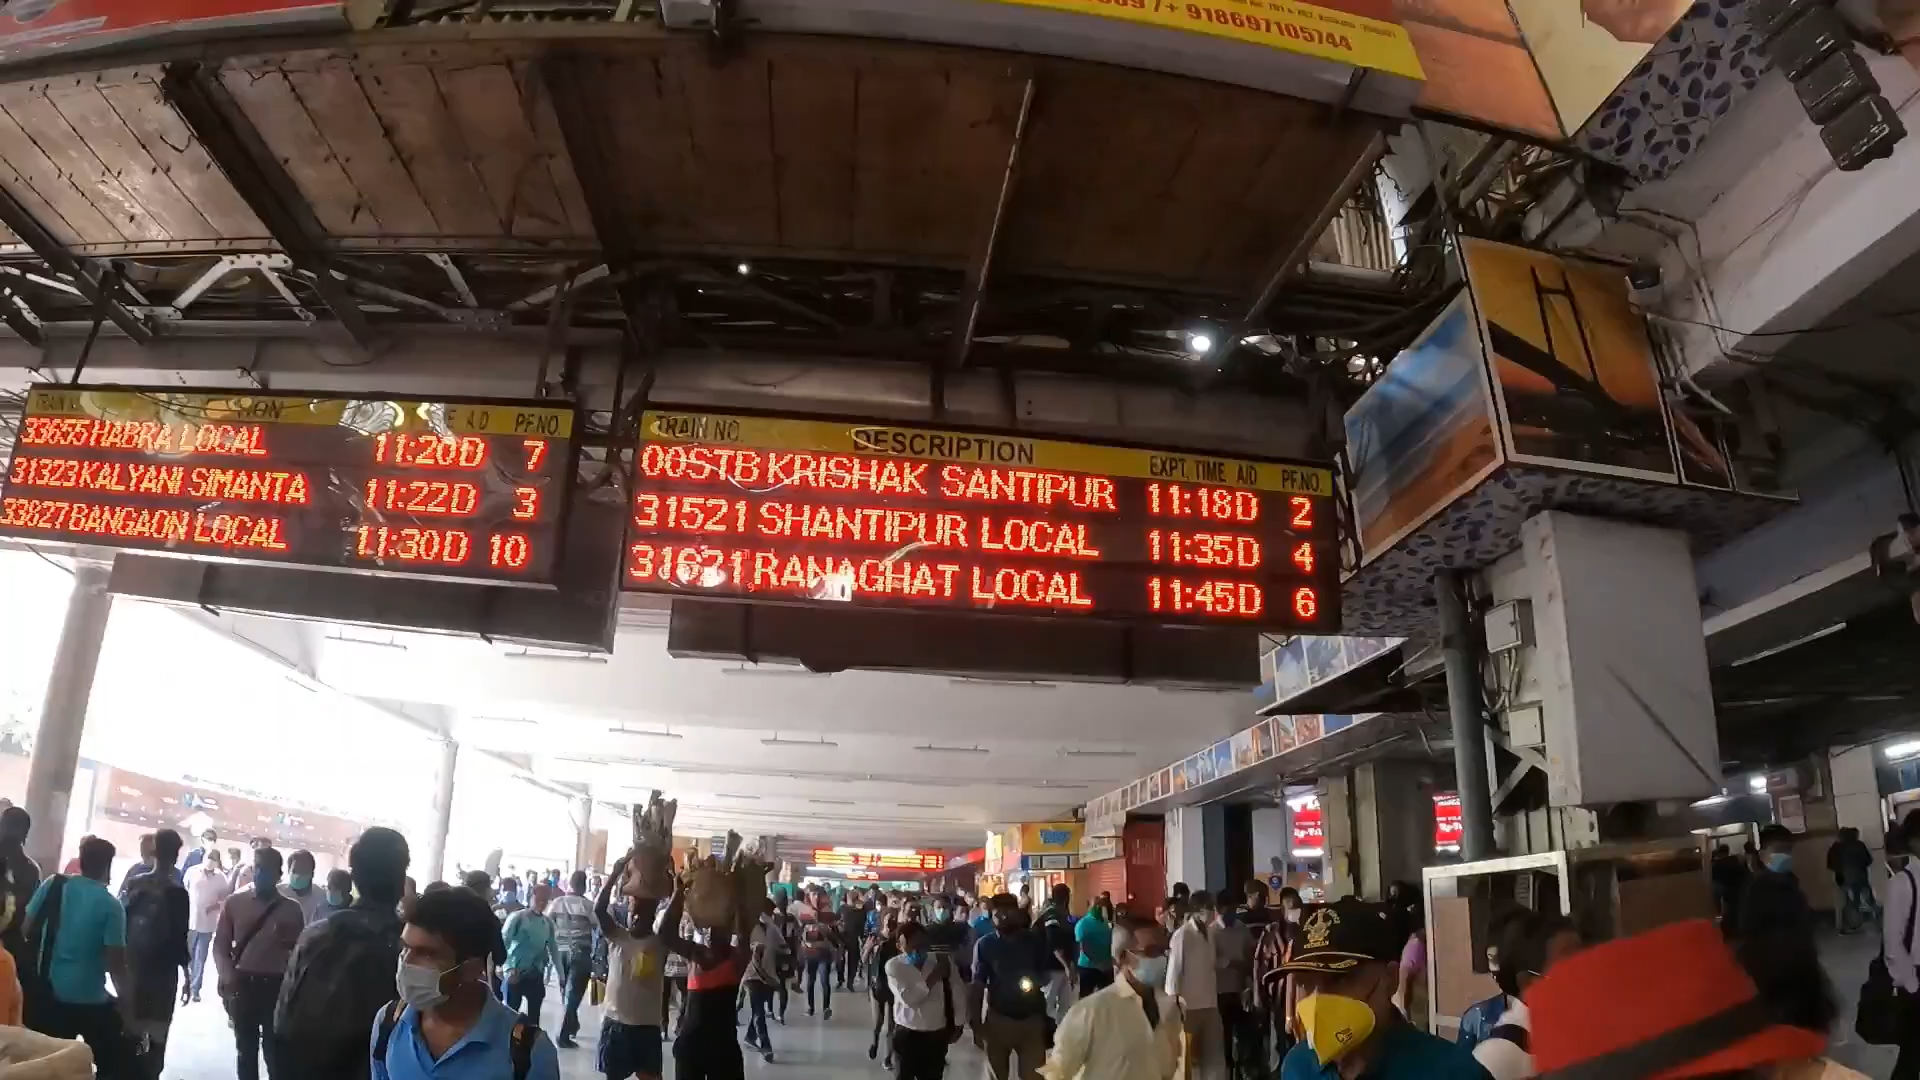 + 918697105744
TRAIN NO. PF.NO.
33655 HABRA LOCAL 11:20D 7
31323 KALYANI SIMANTA 11:22D 3
33827 BANGAON LOCAL 11:30D 10
TRAIN NO. DESCRIPTION EXPT. TIME A/D PF.NO.
00STB KRISHAK SANTIPUR 11:18D 2
31521 SHANTIPUR LOCAL 11:35D 4
31621 RANAGHAT LOCAL 11:45D 6